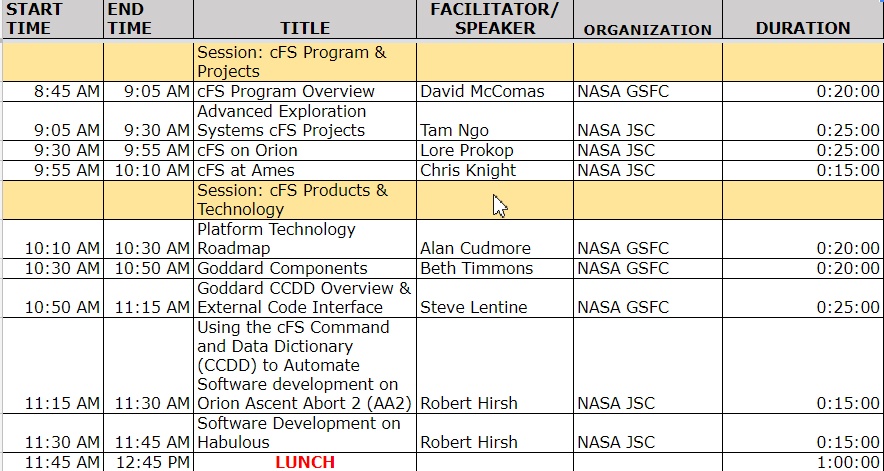 START TIME END TIME TITLE FACILITATOR/ SPEAKER ORGANIZATION DURATION
Session: cFS Program &
Projects
8:45 AM 9:05 AM cFS Program Overview David McComas NASA GSFC 0:20:00
Advanced Exploration
9:05 AM 9:30 AM Systems cFS Projects Tam Ngo NASA JSC 0:25:00
9:30 AM 9:55 AM cFS on Orion Lore Prokop NASA JSC 0:25:00
9:55 AM 10:10 AM cFS at Ames Chris Knight NASA JSC 0:15:00
Session: cFS Products &
Technology
Platform Technology
10:10 AM 10:30 AM Roadmap Alan Cudmore NASA GSFC 0:20:00
10:30 AM 10:50 AM Goddard Components Beth Timmons NASA GSFC 0:20:00
Goddard CCDD Overview &
10:50 AM 11:15 AM External Code Interface Steve Lentine NASA GSFC 0:25:00
Using the cFS Command
and Data Dictionary
(CCDD) to Automate
Software development on
11:15 AM 11:30 AM Orion Ascent Abort 2 (AA2) Robert Hirsh NASA JSC 0:15:00
Software Development on
11:30 AM 11:45 AM Habulous Robert Hirsh NASA JSC 0:15:00
11:45 AM 12:45 PM LUNCH 1:00:00